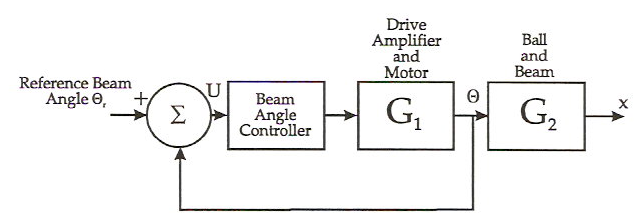 Drive
Amplifier
and
Motor
Ball
and
Beam
Reference Beam
Angle Θr
+
Σ
U
Beam
Angle
Controller
G1
Θ
G2
x